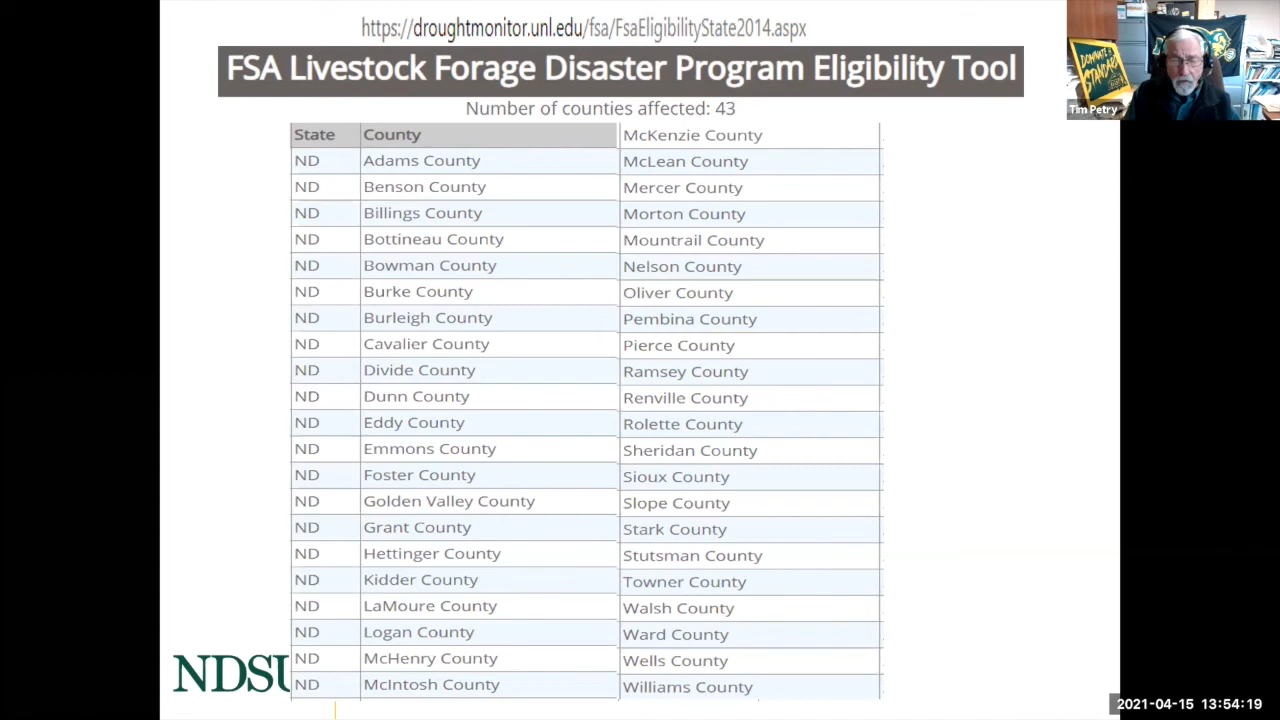 https://droughtmonitor.unl.edu/fsa/FsaEligibilityState2014.aspx
FSA Livestock Forage Disaster Program Eligibility Tool
Number of counties affected: 43
State County
ND Adams County
ND Benson County
ND Billings County
ND Bottineau County
ND Bowman County
ND Burke County
ND Burleigh County
ND Cavalier County
ND Divide County
ND Dunn County
ND Eddy County
ND Emmons County
ND Foster County
ND Golden Valley County
ND Grant County
ND Hettinger County
ND Kidder County
ND LaMoure County
ND Logan County
ND McHenry County
ND McIntosh County
McKenzie County
McLean County
Mercer County
Morton County
Mountrail County
Nelson County
Oliver County
Pembina County
Pierce County
Ramsey County
Renville County
Rolette County
Sheridan County
Sioux County
Slope County
Stark County
Stutsman County
Towner County
Walsh County
Ward County
Wells County
Williams County
NDSU
DOMINATE
STANDARD
Tim Petry
2021-04-15 13:54:19